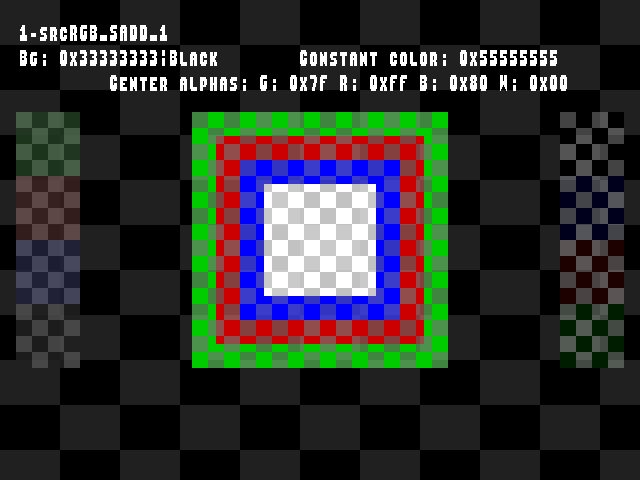 1-srcRGB_SADD_1
Bg: 0x33333333¦Black Constant color: 0x55555555
Center alphas: G: 0x7F R: 0xFF B: 0x80 W: 0x00